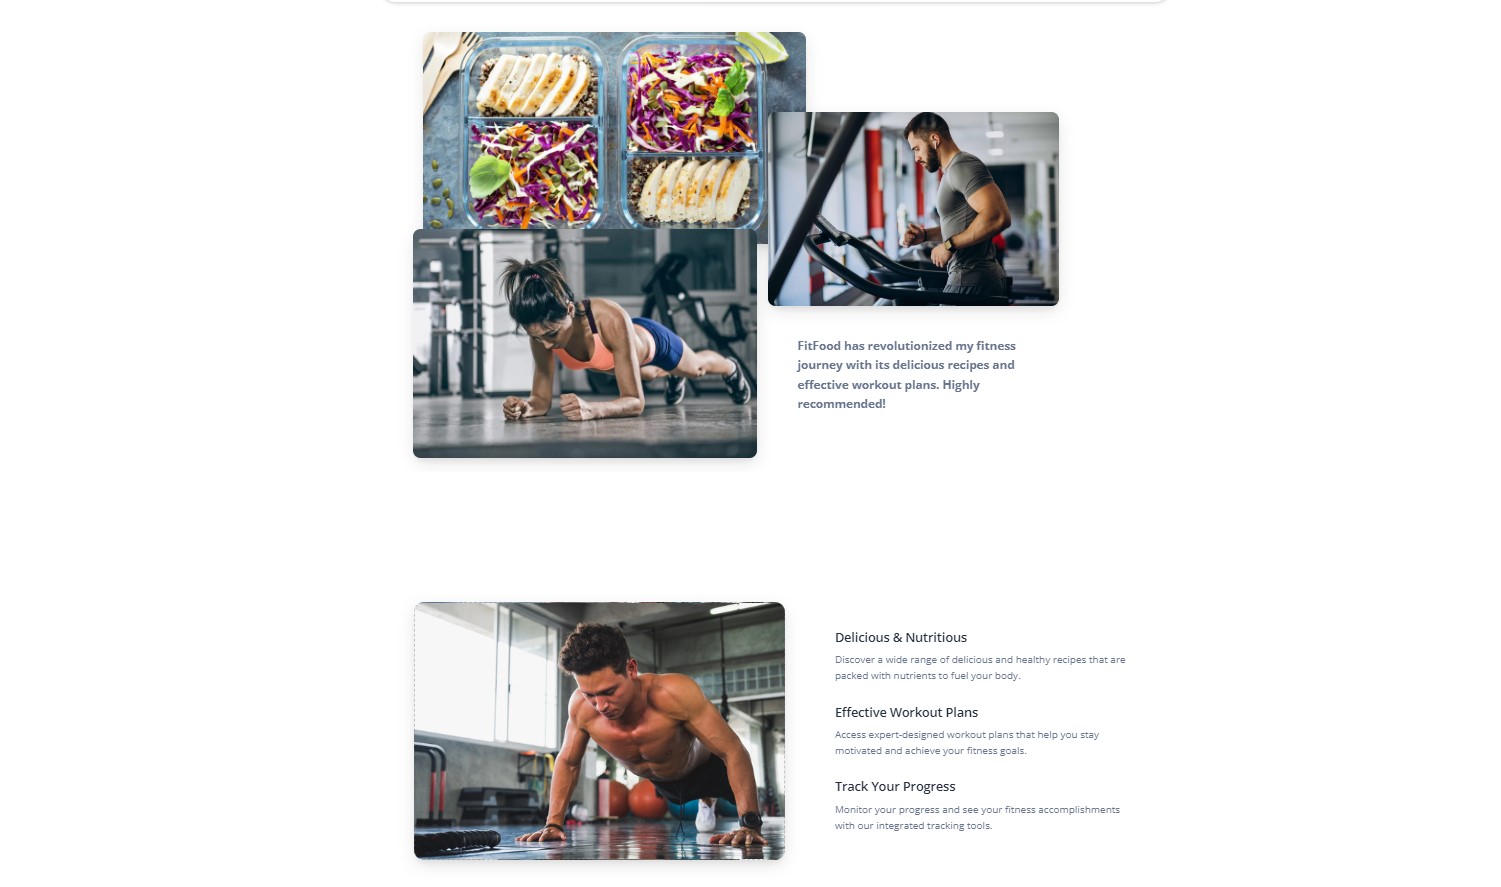 FitFood has revolutionized my fitness
journey with its delicious recipes and
effective workout plans. Highly
recommended!
Delicious & Nutritious
Discover a wide range of delicious and healthy recipes that are
packed with nutrients to fuel your body.
Effective Workout Plans
Access expert-designed workout plans that help you stay
motivated and achieve your fitness goals.
Track Your Progress
Monitor your progress and see your fitness accomplishments
with our integrated tracking tools.